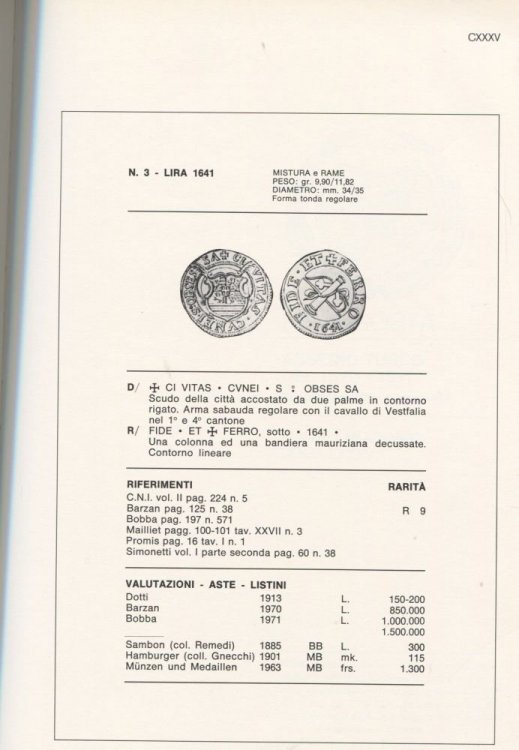 CXXXV
N. 3 - LIRA 1641
MISTURA e RAME
PESO: gr. 9,90/11,82
DIAMETRO: mm. 34/35
Forma tonda regolare
CIVITAS · CVNEI · S : OBSESSA
FIDE · ET ✠ FERRO
· 1641 ·
D/ ✠ CI VITAS • CVNEI • S : OBSES SA
Scudo della città accostato da due palme in contorno
rigato. Arma sabauda regolare con il cavallo di Vestfalia
nel 1° e 4° cantone
R/ FIDE • ET ✠ FERRO, sotto • 1641 •
Una colonna ed una bandiera mauriziana decussate.
Contorno lineare
RIFERIMENTI RARITÀ
C.N.I. vol. II pag. 224 n. 5
Barzan pag. 125 n. 38 R 9
Bobba pag. 197 n. 571
Mailliet pagg. 100-101 tav. XXVII n. 3
Promis pag. 16 tav. I n. 1
Simonetti vol. I parte seconda pag. 60 n. 38
VALUTAZIONI - ASTE - LISTINI
Dotti 1913 L. 150-200
Barzan 1970 L. 850.000
Bobba 1971 L. 1.000.000
1.500.000
Sambon (col. Remedi) 1885 BB L. 300
Hamburger (coll. Gnecchi) 1901 MB mk. 115
Münzen und Medaillen 1963 MB frs. 1.300